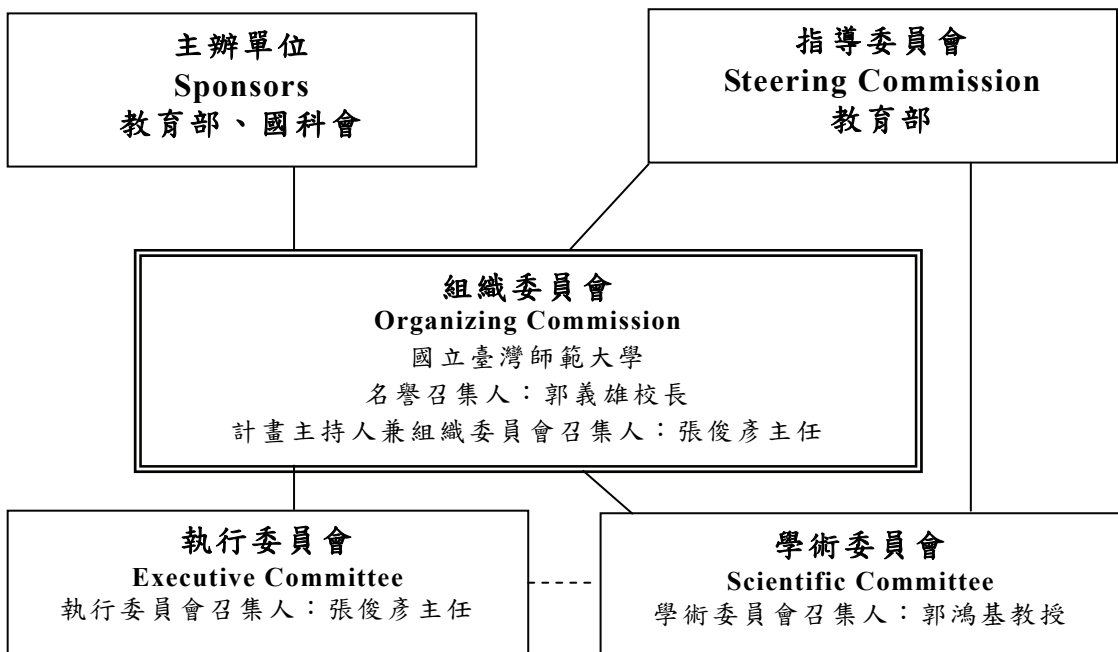 主辦單位
Sponsors
教育部、國科會
指導委員會
Steering Commission
教育部
組織委員會
Organizing Commission
國立臺灣師範大學
名譽召集人：郭義雄校長
計畫主持人兼組織委員會召集人：張俊彥主任
執行委員會
Executive Committee
執行委員會召集人：張俊彥主任
學術委員會
Scientific Committee
學術委員會召集人：郭鴻基教授